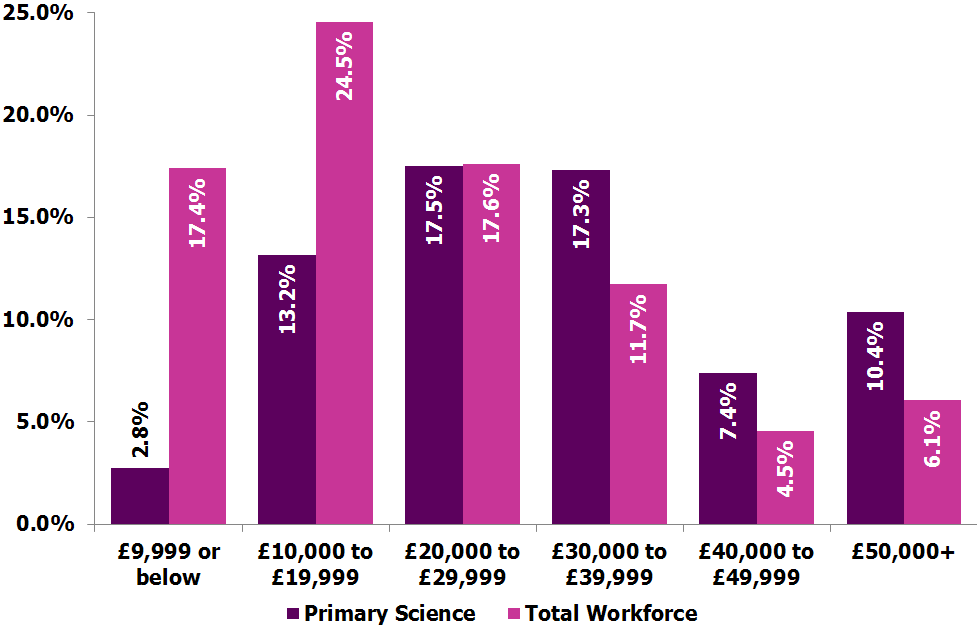 25.0%
20.0%
15.0%
10.0%
5.0%
0.0%
2.8%
17.4%
13.2%
24.5%
17.5%
17.6%
17.3%
11.7%
7.4%
4.5%
10.4%
6.1%
£9,999 or
below
£10,000 to
£19,999
£20,000 to
£29,999
£30,000 to
£39,999
£40,000 to
£49,999
£50,000+
Primary Science
Total Workforce